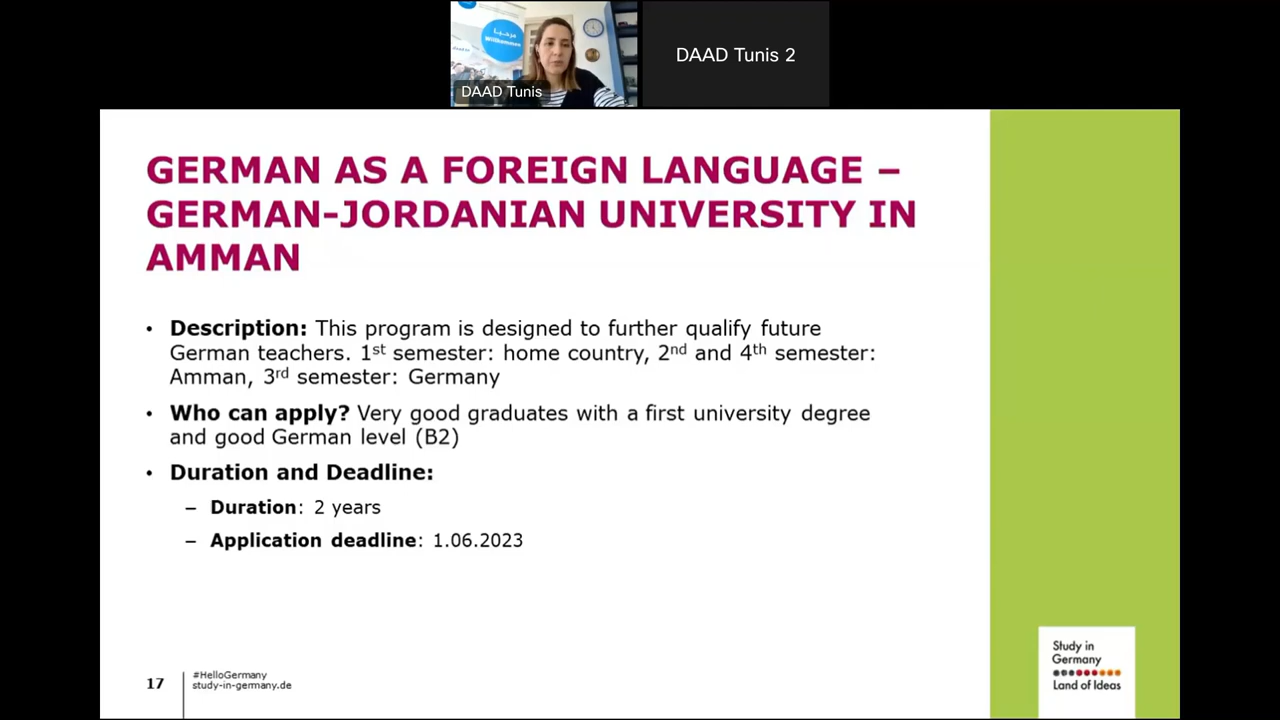 مرحبا
Willkommen
DAAD Tunis
DAAD Tunis 2
GERMAN AS A FOREIGN LANGUAGE –
GERMAN-JORDANIAN UNIVERSITY IN
AMMAN
• Description: This program is designed to further qualify future
German teachers. 1st semester: home country, 2nd and 4th semester:
Amman, 3rd semester: Germany
• Who can apply? Very good graduates with a first university degree
and good German level (B2)
• Duration and Deadline:
– Duration: 2 years
– Application deadline: 1.06.2023
17
#HelloGermany
study-in-germany.de
Study in
Germany
Land of Ideas